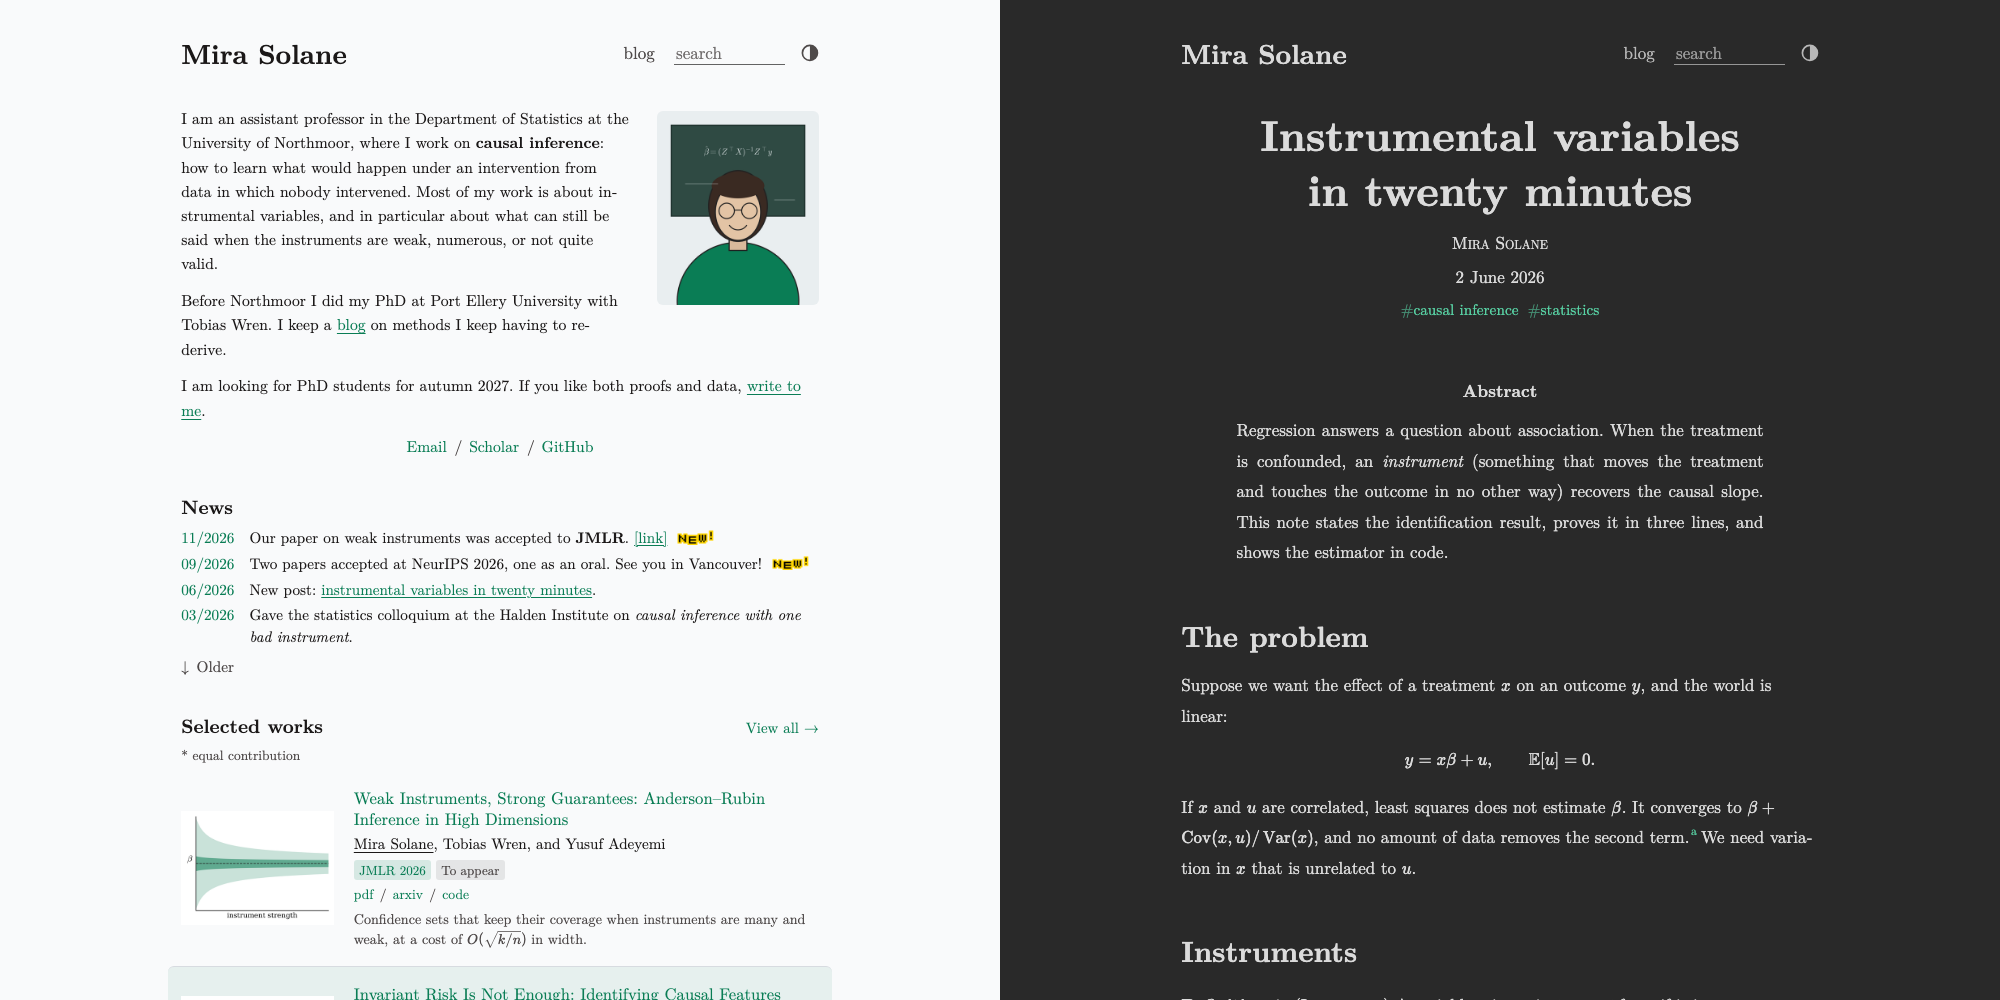 Mira Solane
blog search
I am an assistant professor in the Department of Statistics at the
University of Northmoor, where I work on causal inference:
how to learn what would happen under an intervention from
data in which nobody intervened. Most of my work is about in-
strumental variables, and in particular about what can still be
said when the instruments are weak, numerous, or not quite
valid.
β̂ = (Z⊤X)⁻¹Z⊤y
Before Northmoor I did my PhD at Port Ellery University with
Tobias Wren. I keep a blog on methods I keep having to re-
derive.
I am looking for PhD students for autumn 2027. If you like both proofs and data, write to
me.
Email / Scholar / GitHub
News
11/2026 Our paper on weak instruments was accepted to JMLR. [link] NEW!
09/2026 Two papers accepted at NeurIPS 2026, one as an oral. See you in Vancouver! NEW!
06/2026 New post: instrumental variables in twenty minutes.
03/2026 Gave the statistics colloquium at the Halden Institute on causal inference with one
bad instrument.
↓ Older
Selected works View all →
* equal contribution
β
instrument strength
Weak Instruments, Strong Guarantees: Anderson–Rubin
Inference in High Dimensions
Mira Solane, Tobias Wren, and Yusuf Adeyemi
JMLR 2026 To appear
pdf / arxiv / code
Confidence sets that keep their coverage when instruments are many and
weak, at a cost of O(√k/n) in width.
Invariant Risk Is Not Enough: Identifying Causal Features
Mira Solane
blog search
Instrumental variables
in twenty minutes
Mira Solane
2 June 2026
#causal inference #statistics
Abstract
Regression answers a question about association. When the treatment
is confounded, an instrument (something that moves the treatment
and touches the outcome in no other way) recovers the causal slope.
This note states the identification result, proves it in three lines, and
shows the estimator in code.
The problem
Suppose we want the effect of a treatment x on an outcome y, and the world is
linear:
y = xβ + u, 𝔼[u] = 0.
If x and u are correlated, least squares does not estimate β. It converges to β +
Cov(x, u)/ Var(x), and no amount of data removes the second term.ᵃ We need varia-
tion in x that is unrelated to u.
Instruments